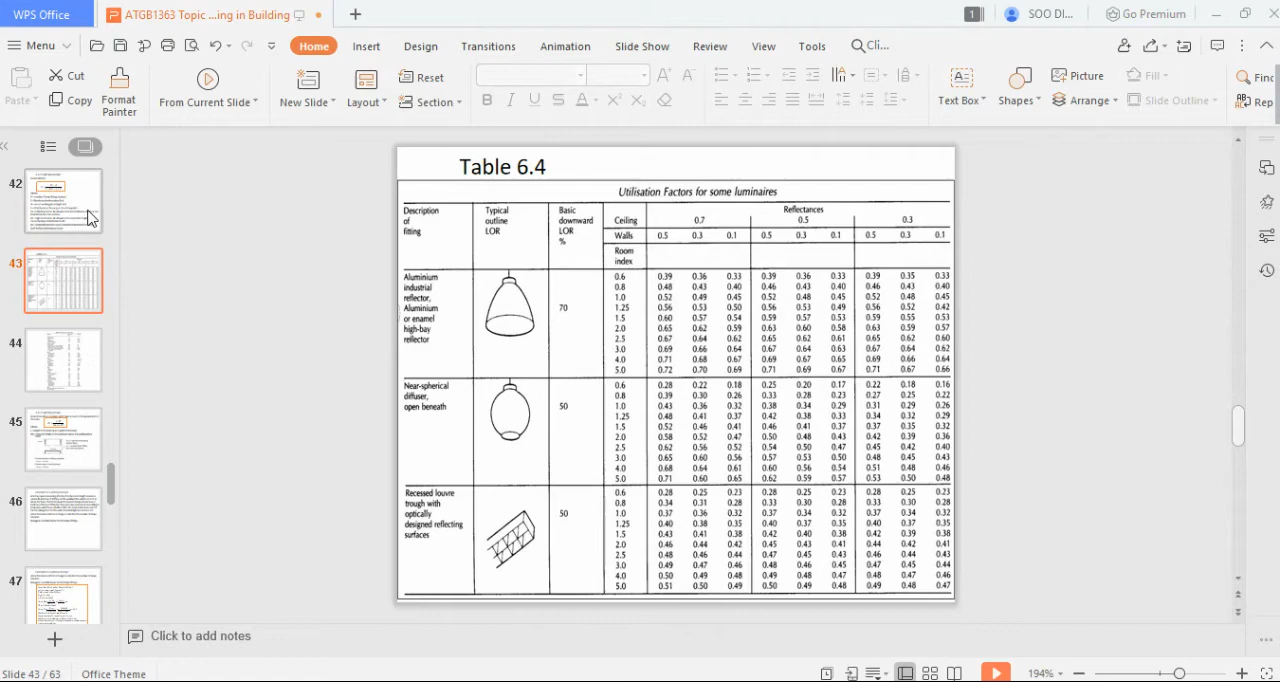 WPS Office
ATGB1363 Topic ...ing in Building
1
SOO DI...
Go Premium
Menu
Home
Insert
Design
Transitions
Animation
Slide Show
Review
View
Tools
Cli...
Paste
Cut
Copy
Format Painter
From Current Slide
New Slide
Layout
Reset
Section
B I U S A X² X₂
Text Box
Shapes
Picture
Arrange
Fill
Slide Outline
Find
Rep
42
43
44
45
46
47
Table 6.4
Utilisation Factors for some luminaires
Description of fitting
Typical outline LOR
Basic downward LOR %
Reflectances
Ceiling 0.7 0.5 0.3
Walls 0.5 0.3 0.1 0.5 0.3 0.1 0.5 0.3 0.1
Room index
Aluminium industrial reflector, Aluminium or enamel high-bay reflector
70
0.6 0.39 0.36 0.33 0.39 0.36 0.33 0.39 0.35 0.33
0.8 0.48 0.43 0.40 0.46 0.43 0.40 0.46 0.43 0.40
1.0 0.52 0.49 0.45 0.52 0.48 0.45 0.52 0.48 0.45
1.25 0.56 0.53 0.50 0.56 0.53 0.49 0.56 0.52 0.42
1.5 0.60 0.57 0.54 0.59 0.57 0.53 0.59 0.55 0.53
2.0 0.65 0.62 0.59 0.63 0.60 0.58 0.63 0.59 0.57
2.5 0.67 0.64 0.62 0.65 0.62 0.61 0.65 0.62 0.60
3.0 0.69 0.66 0.64 0.67 0.64 0.63 0.67 0.64 0.62
4.0 0.71 0.68 0.67 0.69 0.67 0.65 0.69 0.66 0.64
5.0 0.72 0.70 0.69 0.71 0.69 0.67 0.71 0.67 0.66
Near-spherical diffuser, open beneath
50
0.6 0.28 0.22 0.18 0.25 0.20 0.17 0.22 0.18 0.16
0.8 0.39 0.30 0.26 0.33 0.28 0.23 0.27 0.25 0.22
1.0 0.43 0.36 0.32 0.38 0.34 0.29 0.31 0.29 0.26
1.25 0.48 0.41 0.37 0.42 0.38 0.33 0.34 0.32 0.29
1.5 0.52 0.46 0.41 0.46 0.41 0.37 0.37 0.35 0.32
2.0 0.58 0.52 0.47 0.50 0.48 0.43 0.42 0.39 0.36
2.5 0.62 0.56 0.52 0.54 0.50 0.47 0.45 0.42 0.40
3.0 0.65 0.60 0.56 0.57 0.53 0.50 0.48 0.45 0.43
4.0 0.68 0.64 0.61 0.60 0.56 0.54 0.51 0.48 0.46
5.0 0.71 0.60 0.65 0.62 0.59 0.57 0.53 0.50 0.48
Recessed louvre trough with optically designed reflecting surfaces
50
0.6 0.28 0.25 0.23 0.28 0.25 0.23 0.28 0.25 0.23
0.8 0.34 0.31 0.28 0.33 0.30 0.28 0.33 0.30 0.28
1.0 0.37 0.36 0.32 0.37 0.34 0.32 0.37 0.34 0.32
1.25 0.40 0.38 0.35 0.40 0.37 0.35 0.40 0.37 0.35
1.5 0.43 0.41 0.38 0.42 0.40 0.38 0.42 0.39 0.38
2.0 0.46 0.44 0.42 0.45 0.43 0.41 0.44 0.42 0.41
2.5 0.48 0.46 0.44 0.47 0.45 0.43 0.46 0.44 0.43
3.0 0.49 0.47 0.46 0.48 0.46 0.45 0.47 0.45 0.44
4.0 0.50 0.49 0.48 0.49 0.48 0.47 0.48 0.47 0.46
5.0 0.51 0.50 0.49 0.50 0.49 0.48 0.49 0.48 0.47
Click to add notes
Slide 43 / 63
Office Theme
194%